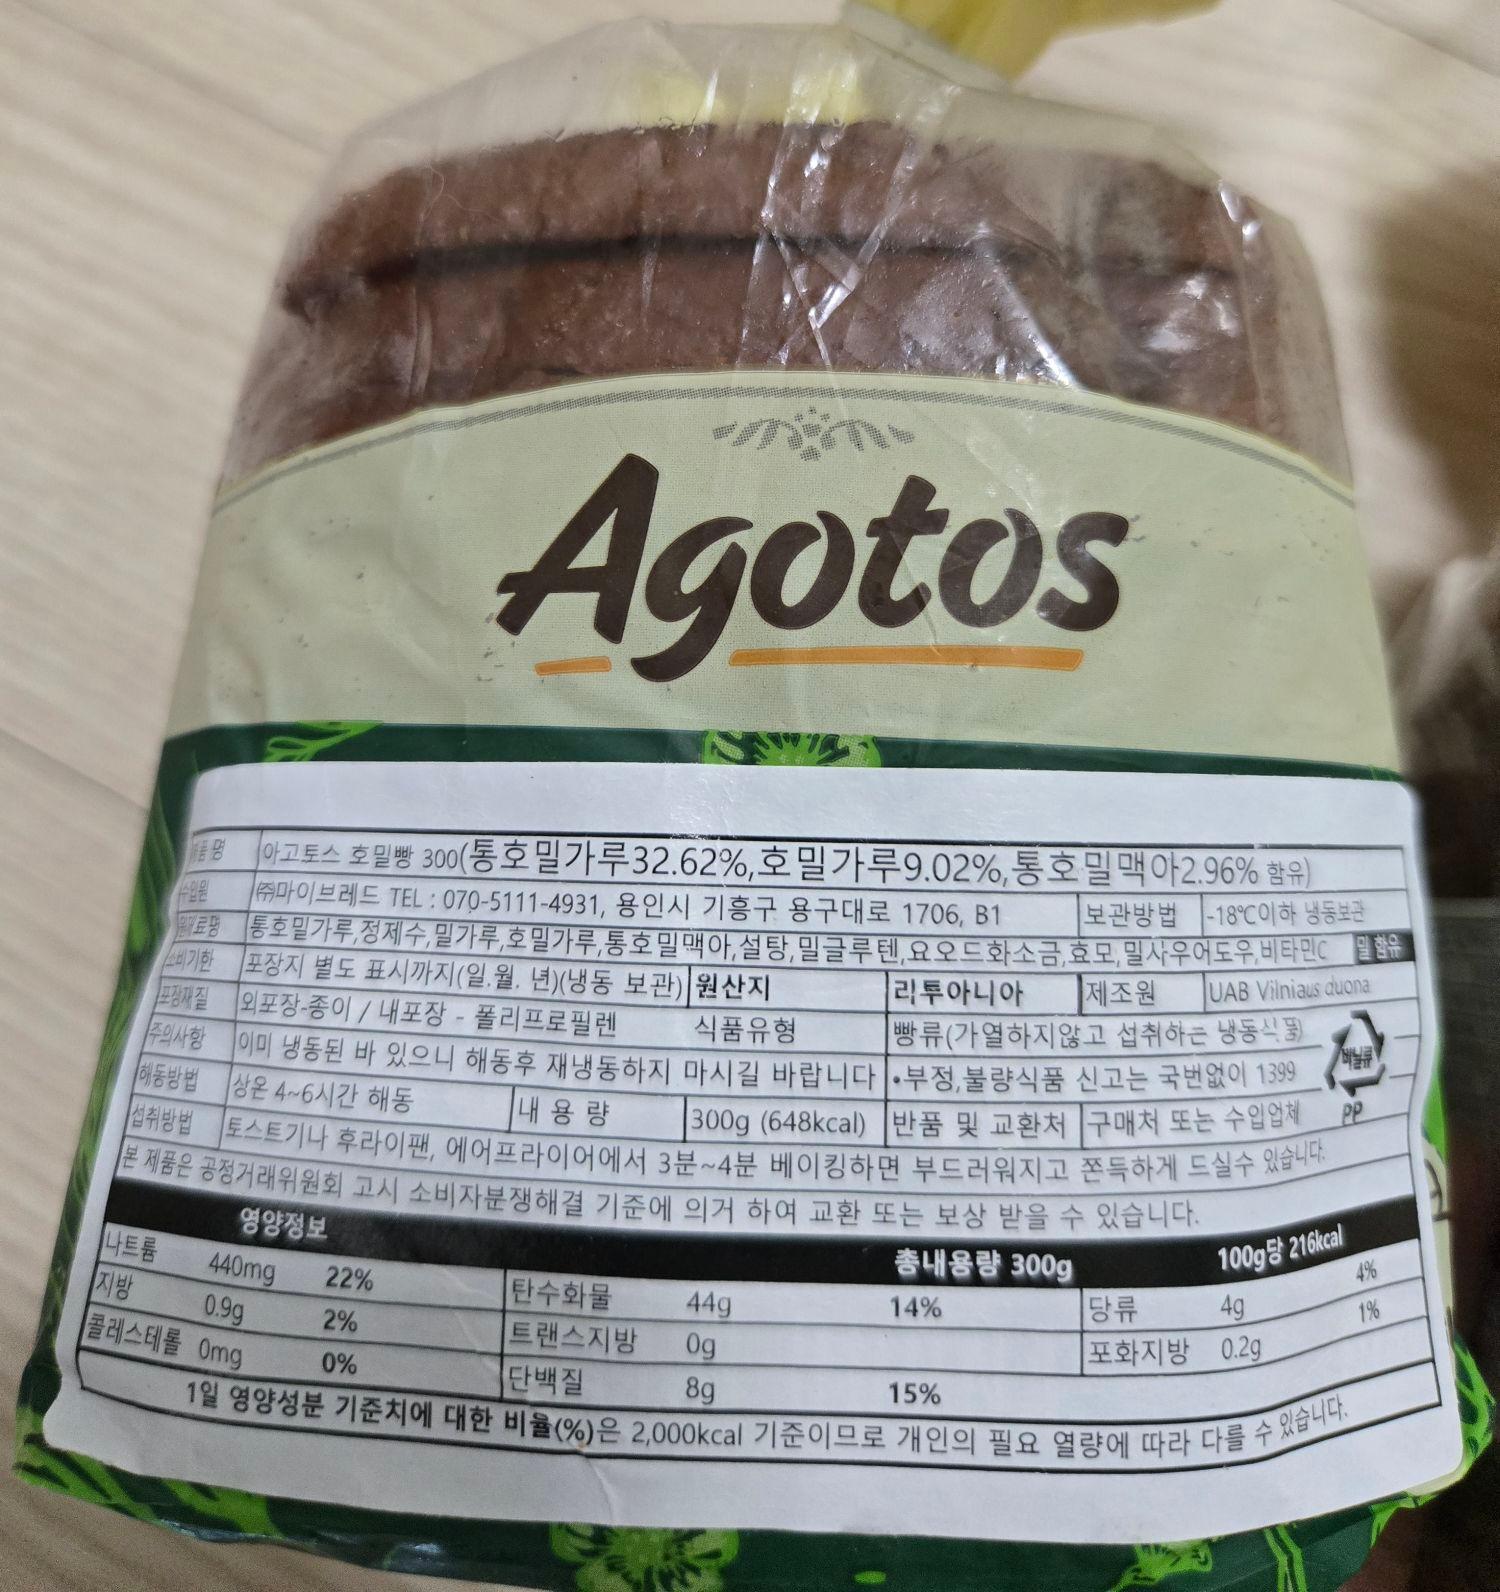 Agotos
품명 아고토스 호밀빵 300(통호밀가루32.62%,호밀가루9.02%,통호밀맥아2.96% 함유)
수입원 ㈜마이브레드 TEL : 070-5111-4931, 용인시 기흥구 용구대로 1706, B1 보관방법 -18℃이하 냉동보관
원재료명 통호밀가루,정제수,밀가루,호밀가루,통호밀맥아,설탕,밀글루텐,요오드화소금,효모,밀사우어도우,비타민C 밀 함유
소비기한 포장지 별도 표시까지(일.월. 년)(냉동 보관) 원산지 리투아니아 제조원 UAB Vilniaus duona
포장재질 외포장-종이 / 내포장 - 폴리프로필렌 식품유형 빵류(가열하지않고 섭취하는 냉동식품)
주의사항 이미 냉동된 바 있으니 해동후 재냉동하지 마시길 바랍니다 •부정,불량식품 신고는 국번없이 1399 비닐류
해동방법 상온 4~6시간 해동 내 용 량 300g (648kcal) 반품 및 교환처 구매처 또는 수입업체 PP
섭취방법 토스트기나 후라이팬, 에어프라이어에서 3분~4분 베이킹하면 부드러워지고 쫀득하게 드실수 있습니다.
본 제품은 공정거래위원회 고시 소비자분쟁해결 기준에 의거 하여 교환 또는 보상 받을 수 있습니다.
영양정보 총내용량 300g 100g당 216kcal
나트륨 440mg 22% 탄수화물 44g 14% 당류 4g 4%
지방 0.9g 2% 트랜스지방 0g 포화지방 0.2g 1%
콜레스테롤 0mg 0% 단백질 8g 15%
1일 영양성분 기준치에 대한 비율(%)은 2,000kcal 기준이므로 개인의 필요 열량에 따라 다를 수 있습니다.